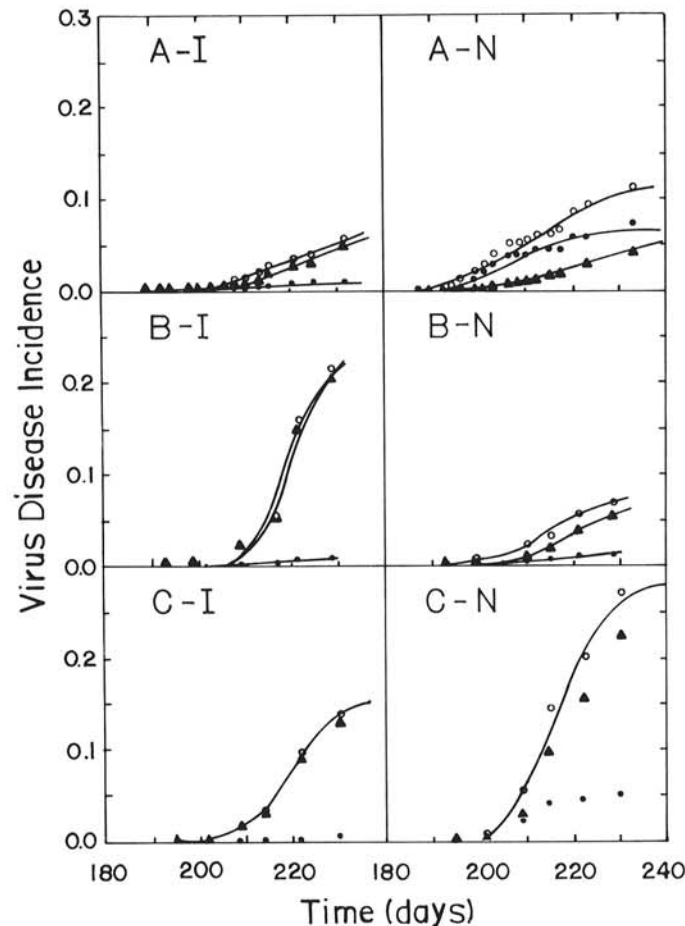 0.3
A-I
A-N
0.2
0.1
0.0
B-I
B-N
0.2
0.1
0.0
C-I
C-N
0.2
0.1
0.0
180 200 220 180 200 220 240
Virus Disease Incidence
Time (days)